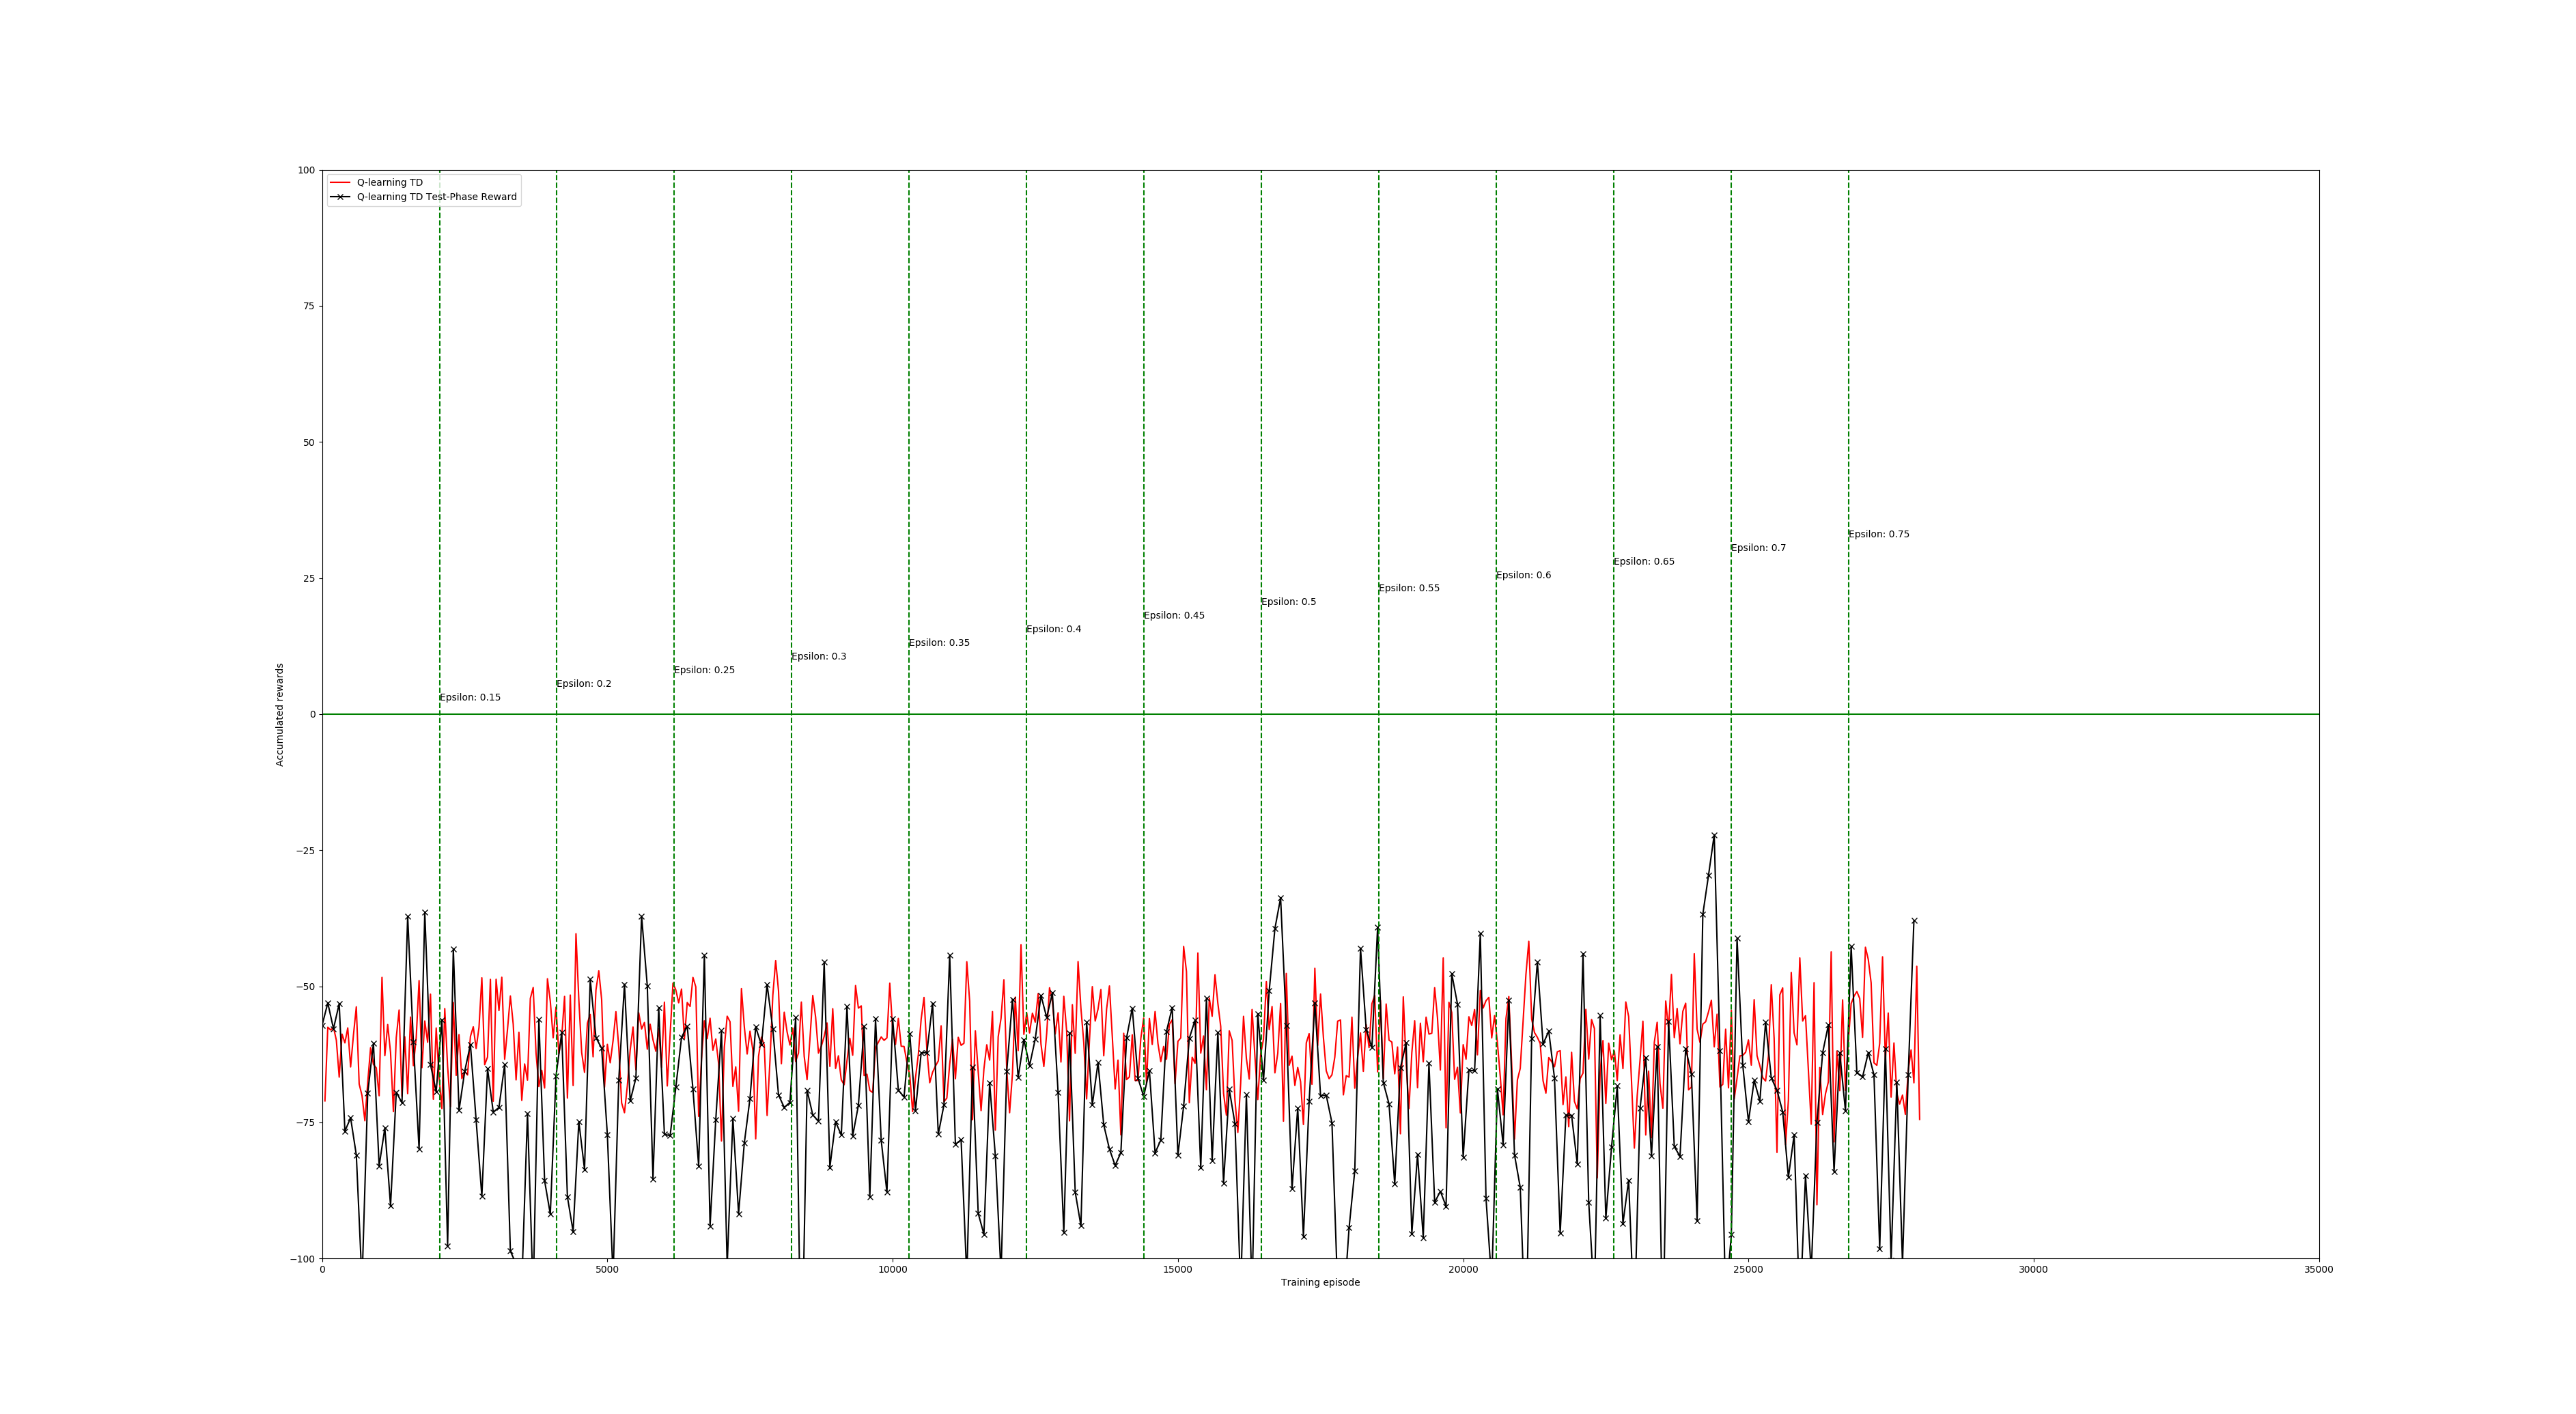 Q-learning TD
Q-learning TD Test-Phase Reward
100
75
50
25
0
−25
−50
−75
−100
Accumulated rewards
Epsilon: 0.15
Epsilon: 0.2
Epsilon: 0.25
Epsilon: 0.3
Epsilon: 0.35
Epsilon: 0.4
Epsilon: 0.45
Epsilon: 0.5
Epsilon: 0.55
Epsilon: 0.6
Epsilon: 0.65
Epsilon: 0.7
Epsilon: 0.75
0 5000 10000 15000 20000 25000 30000 35000
Training episode